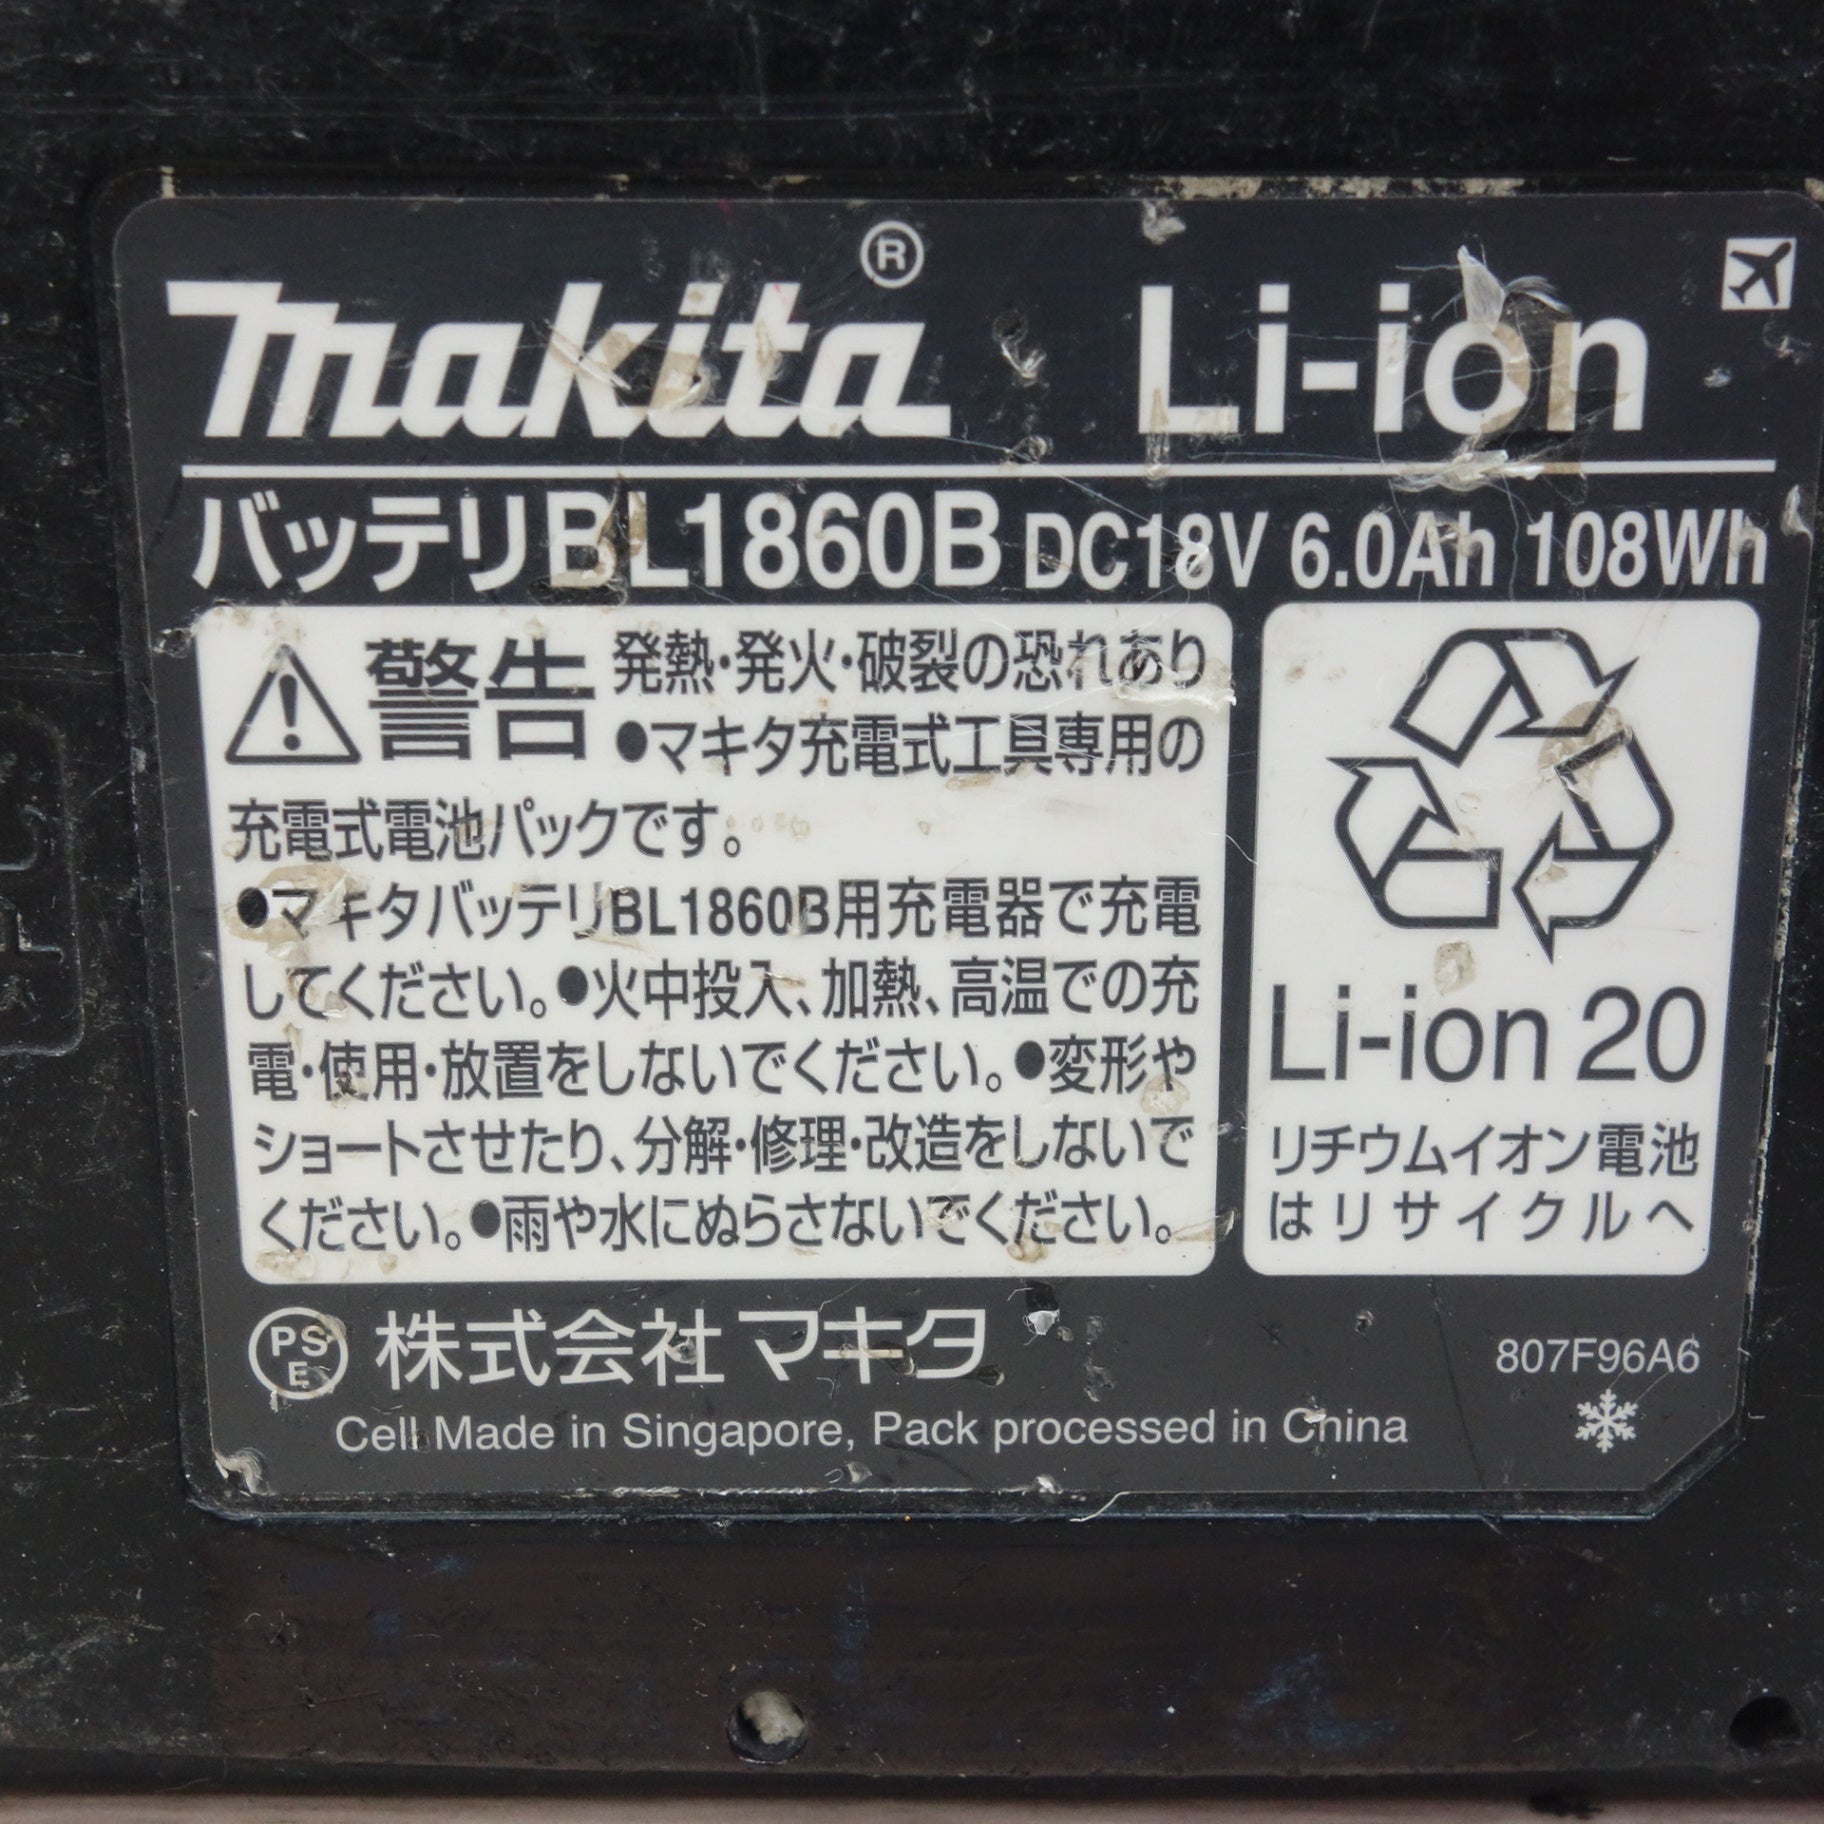 makita® Li-ion
バッテリBL1860B DC18V 6.0Ah 108Wh
警告 発熱・発火・破裂の恐れあり
●マキタ充電式工具専用の
充電式電池パックです。
●マキタバッテリBL1860B用充電器で充電
してください。●火中投入、加熱、高温での充
電・使用・放置をしないでください。●変形や
ショートさせたり、分解・修理・改造をしないで
ください。●雨や水にぬらさないでください。
Li-ion 20
リチウムイオン電池
はリサイクルへ
PS
E
株式会社マキタ
807F96A6
Cell Made in Singapore, Pack processed in China